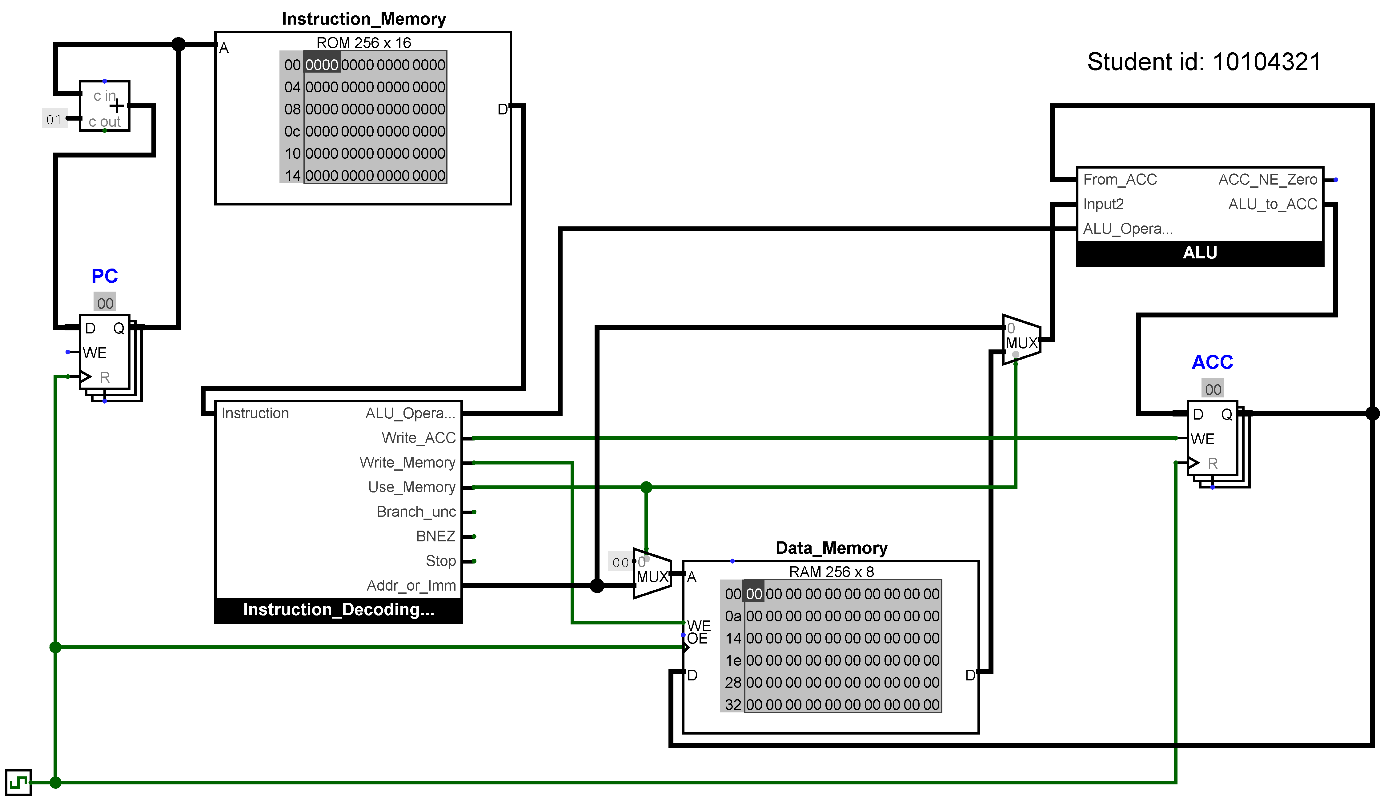 Instruction_Memory
ROM 256 x 16
A
00 0000 0000 0000 0000
04 0000 0000 0000 0000
08 0000 0000 0000 0000
0c 0000 0000 0000 0000
10 0000 0000 0000 0000
14 0000 0000 0000 0000
D
Student id: 10104321
c in
+
01
c out
From_ACC
ACC_NE_Zero
Input2
ALU_to_ACC
ALU_Opera...
ALU
PC
00
D Q
WE
R
0
MUX
ACC
00
D Q
WE
R
Instruction
ALU_Opera...
Write_ACC
Write_Memory
Use_Memory
Branch_unc
BNEZ
Stop
Addr_or_Imm
Instruction_Decoding...
00
0
MUX
Data_Memory
RAM 256 x 8
A
00 00 00 00 00 00 00 00 00 00 00
0a 00 00 00 00 00 00 00 00 00 00
14 00 00 00 00 00 00 00 00 00 00
1e 00 00 00 00 00 00 00 00 00 00
28 00 00 00 00 00 00 00 00 00 00
32 00 00 00 00 00 00 00 00 00 00
WE
OE
D
D